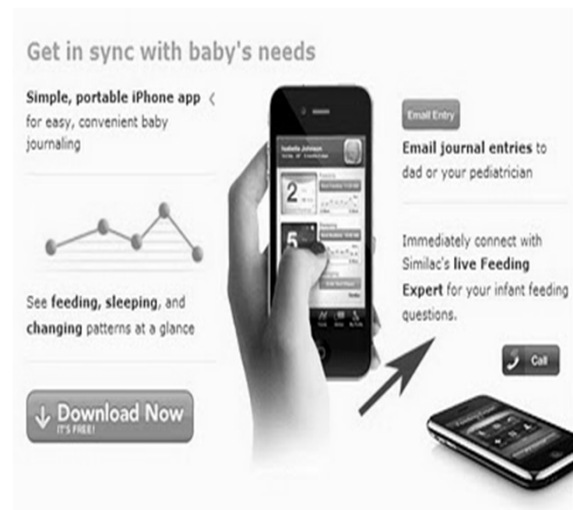 Get in sync with baby's needs
Simple, portable iPhone app <
for easy, convenient baby
journaling
See feeding, sleeping, and
changing patterns at a glance
Download Now
IT'S FREE!
2
5
Email Entry
Email journal entries to
dad or your pediatrician
Immediately connect with
Similac's live Feeding
Expert for your infant feeding
questions.
Call